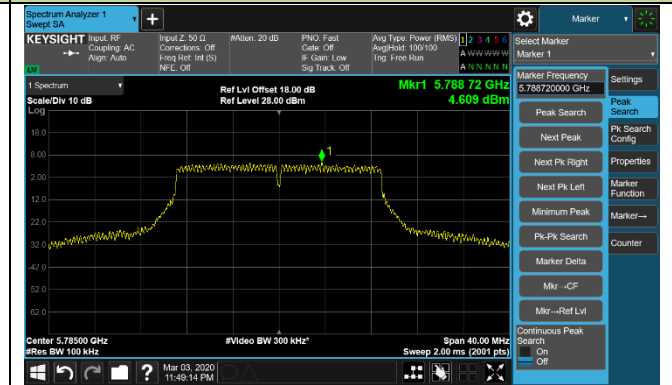 Spectrum Analyzer 1
Swept SA
Marker
KEYSIGHT
Input: RF
Coupling: AC
Align: Auto
Input Z: 50 Ω
Corrections: Off
Freq Ref: Int (S)
NFE: Off
#Atten: 20 dB
PNO: Fast
Gate: Off
IF Gain: Low
Sig Track: Off
Avg Type: Power (RMS)
Avg|Hold: 100/100
Trig: Free Run
1 2 3 4 5 6
A W W W W W
A N N N N N
LXI
Select Marker
Marker 1
1 Spectrum
Scale/Div 10 dB
Log
Ref Lvl Offset 18.00 dB
Ref Level 28.00 dBm
Mkr1 5.788 72 GHz
4.609 dBm
18.0
8.00
2.00
12.0
22.0
32.0
42.0
52.0
62.0
1
Center 5.78500 GHz
#Res BW 100 kHz
#Video BW 300 kHz*
Span 40.00 MHz
Sweep 2.00 ms (2001 pts)
Marker Frequency
5.788720000 GHz
Peak Search
Next Peak
Next Pk Right
Next Pk Left
Minimum Peak
Pk-Pk Search
Marker Delta
Mkr→CF
Mkr→Ref Lvl
Continuous Peak
Search
On
Off
Settings
Peak
Search
Pk Search
Config
Properties
Marker
Function
Marker→
Counter
?
Mar 03, 2020
11:49:14 PM